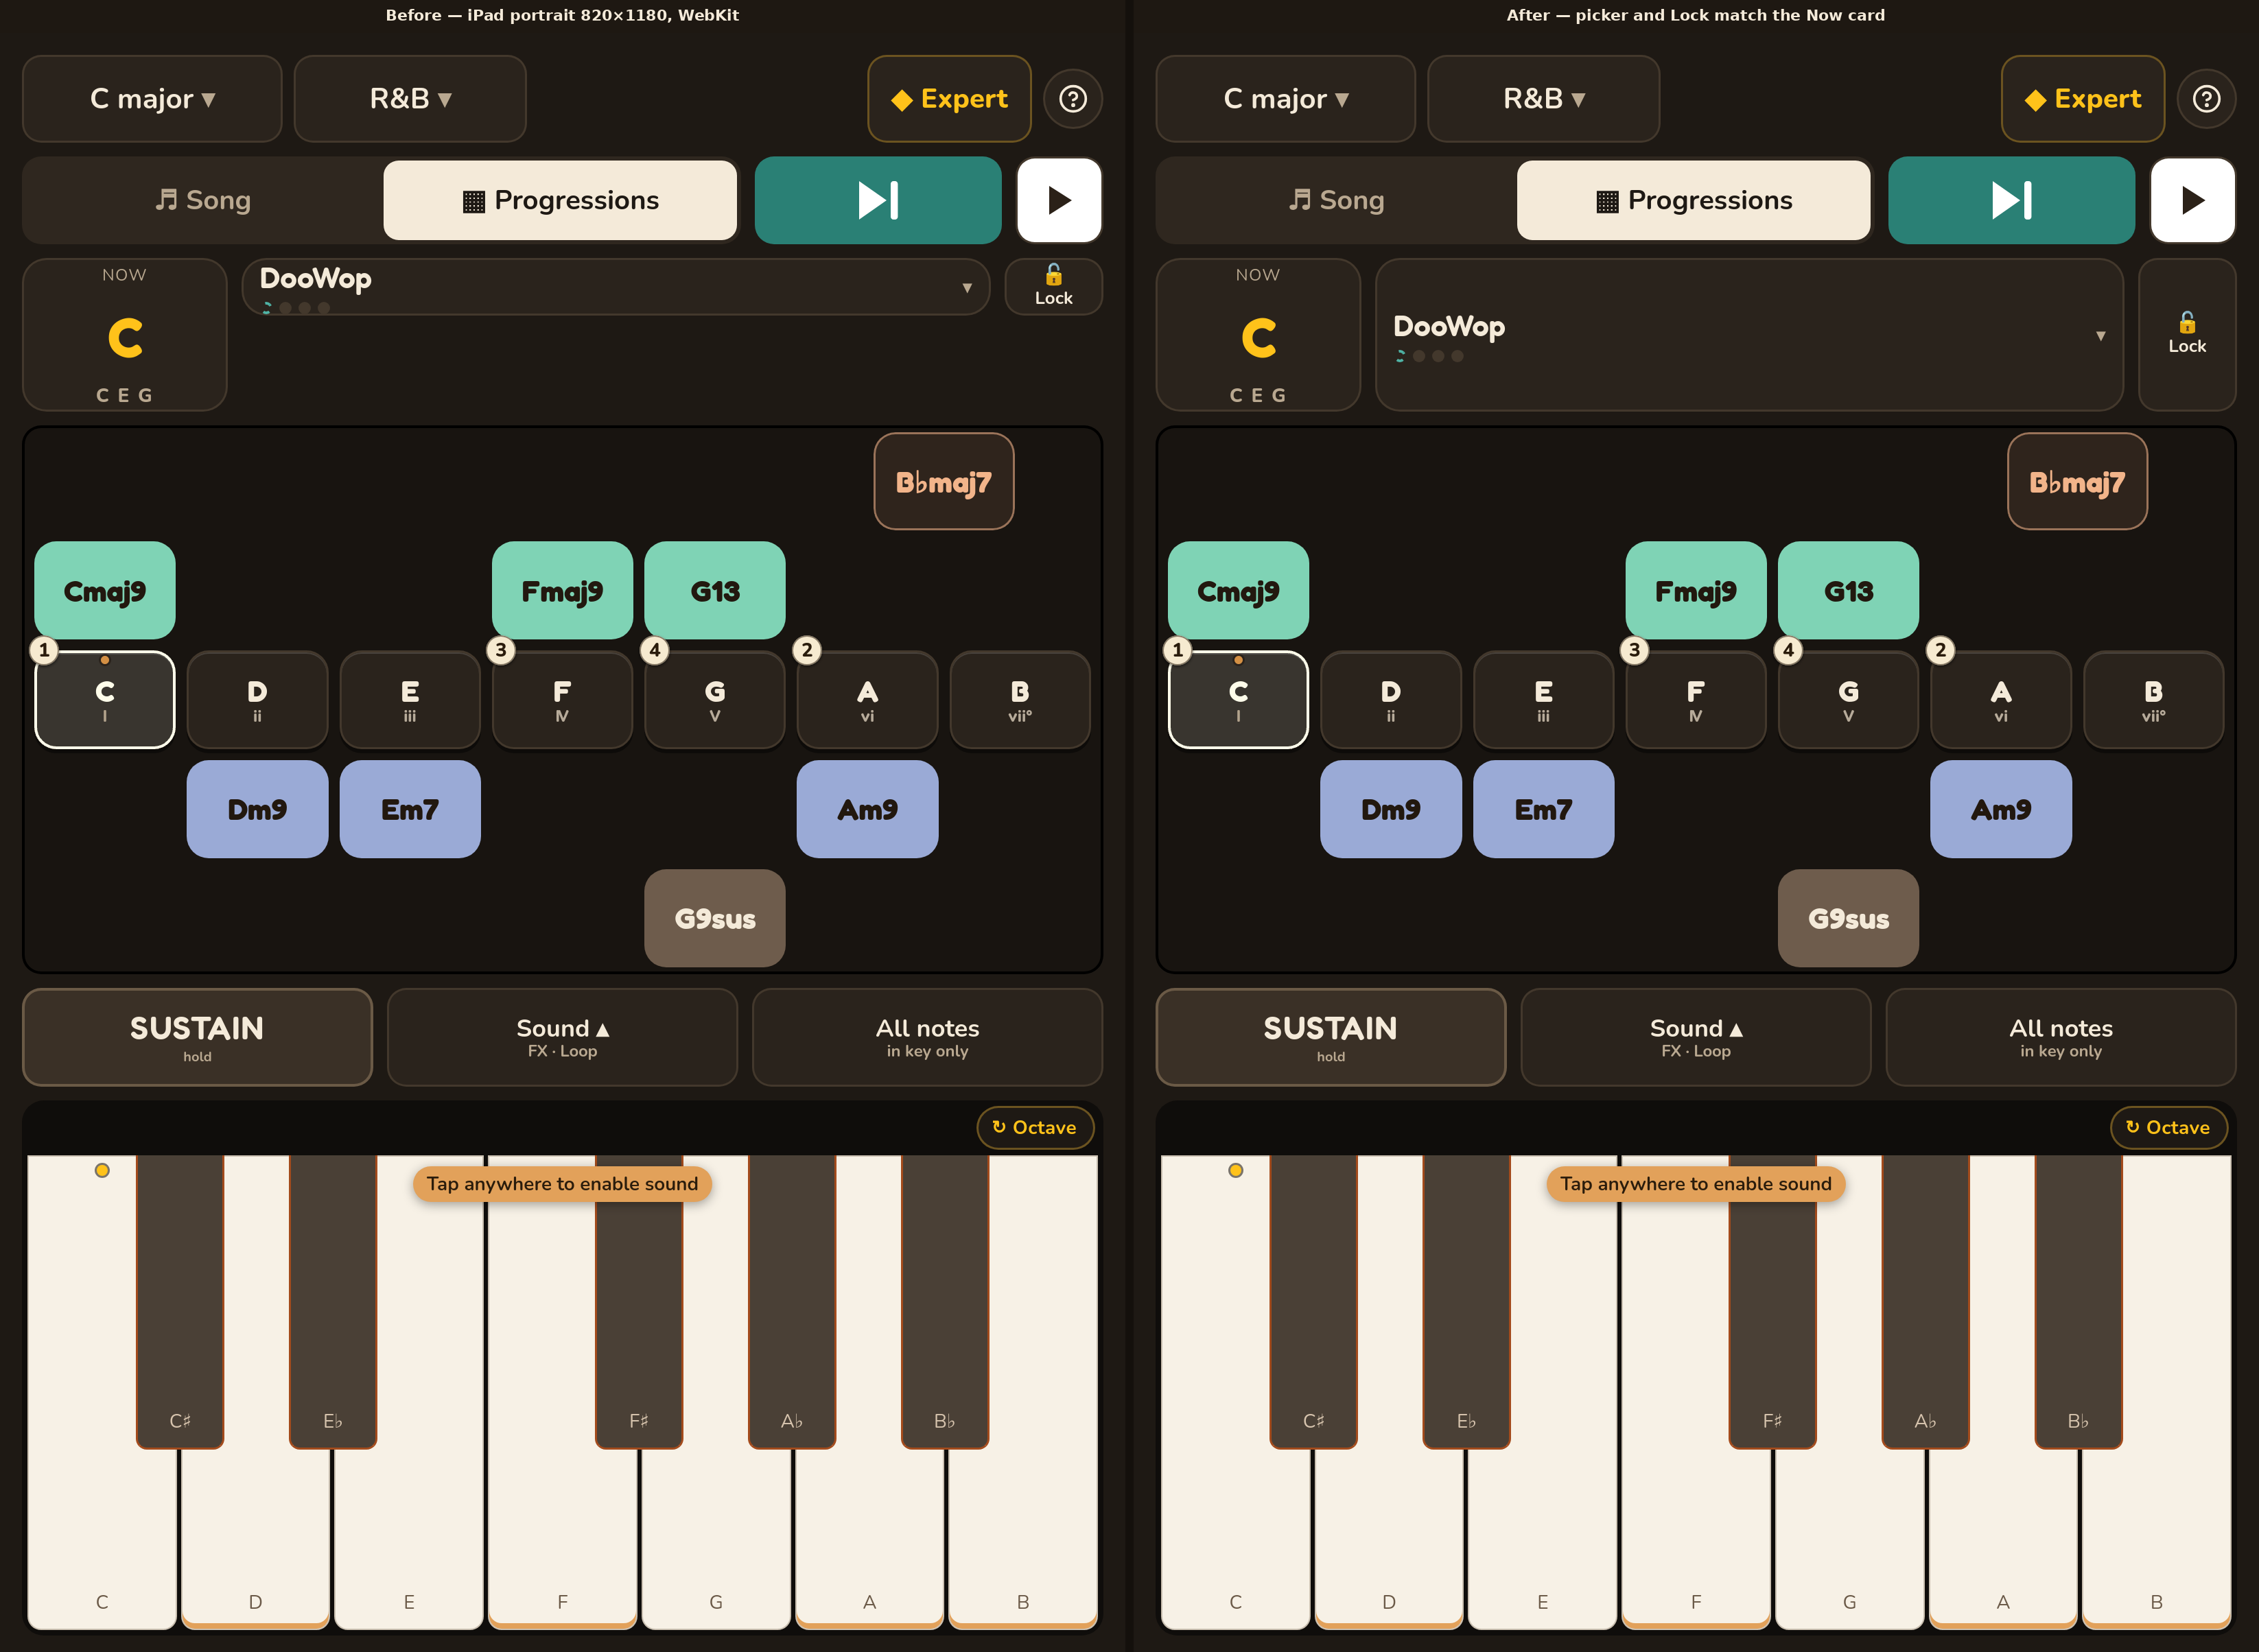 Before — iPad portrait 820×1180, WebKit
C major ▾
R&B ▾
◆ Expert
?
♬ Song
▦ Progressions
NOW
C
C E G
DooWop
▾
🔓
Lock
B♭maj7
Cmaj9
Fmaj9
G13
1
3
4
2
C
I
D
ii
E
iii
F
IV
G
V
A
vi
B
vii°
Dm9
Em7
Am9
G9sus
SUSTAIN
hold
Sound ▴
FX · Loop
All notes
in key only
↻ Octave
Tap anywhere to enable sound
C♯
E♭
F♯
A♭
B♭
C
D
E
F
G
A
B
After — picker and Lock match the Now card
C major ▾
R&B ▾
◆ Expert
?
♬ Song
▦ Progressions
NOW
C
C E G
DooWop
▾
🔓
Lock
B♭maj7
Cmaj9
Fmaj9
G13
1
3
4
2
C
I
D
ii
E
iii
F
IV
G
V
A
vi
B
vii°
Dm9
Em7
Am9
G9sus
SUSTAIN
hold
Sound ▴
FX · Loop
All notes
in key only
↻ Octave
Tap anywhere to enable sound
C♯
E♭
F♯
A♭
B♭
C
D
E
F
G
A
B